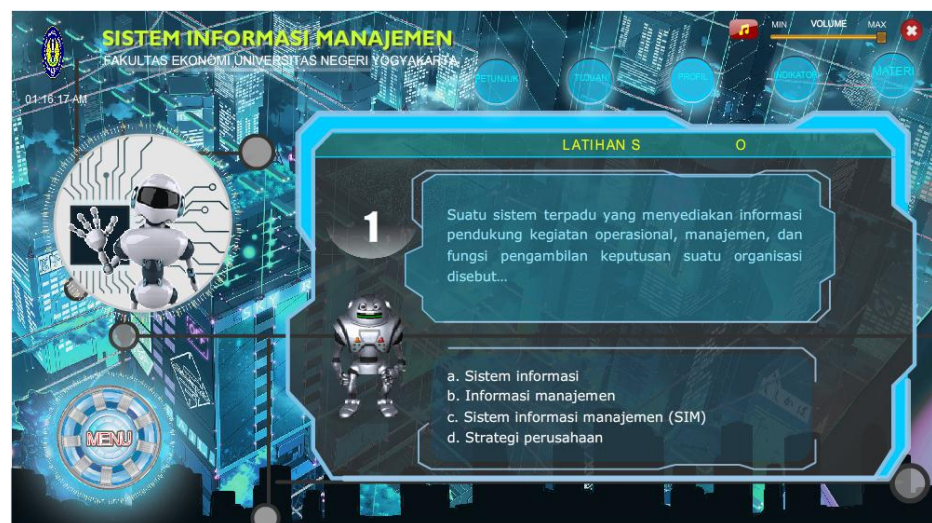 SISTEM INFORMASI MANAJEMEN
FAKULTAS EKONOMI UNIVERSITAS NEGERI YOGYAKARTA
MIN VOLUME MAX
PETUNJUK TUJUAN PROFIL INDIKATOR MATERI
01:16:17 AM
LATIHAN S O
1
Suatu sistem terpadu yang menyediakan informasi
pendukung kegiatan operasional, manajemen, dan
fungsi pengambilan keputusan suatu organisasi
disebut...
a. Sistem informasi
b. Informasi manajemen
c. Sistem informasi manajemen (SIM)
d. Strategi perusahaan
MENU